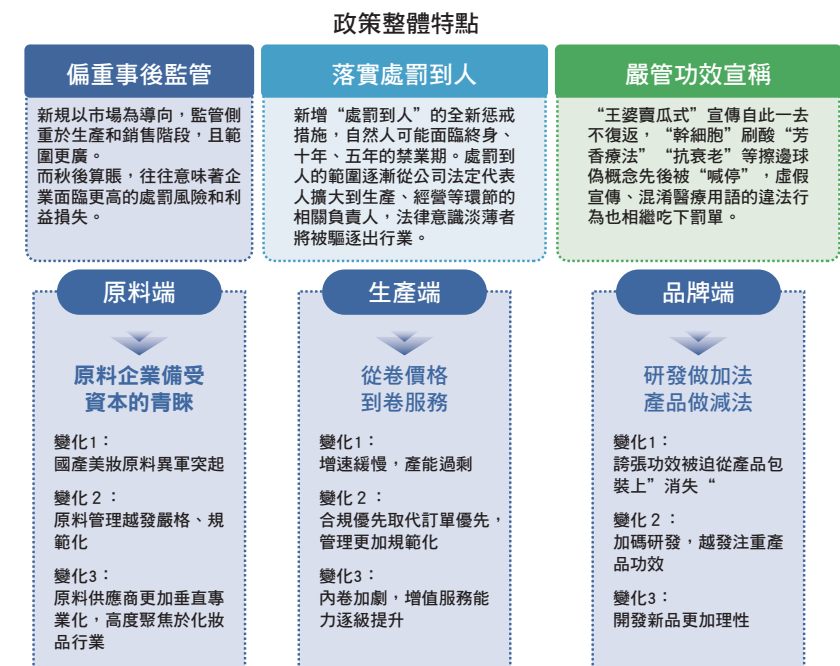 政策整體特點
偏重事後監管
新規以市場為導向，監管側
重於生產和銷售階段，且範
圍更廣。
而秋後算賬，往往意味著企
業面臨更高的處罰風險和利
益損失。
落實處罰到人
新增“處罰到人”的全新惩戒
措施，自然人可能面臨終身、
十年、五年的禁業期。處罰到
人的範圍逐漸從公司法定代表
人擴大到生產、經營等環節的
相關負責人，法律意識淡薄者
將被驅逐出行業。
嚴管功效宣稱
“王婆賣瓜式”宣傳自此一去
不復返，“幹細胞”刷酸“芳
香療法”“抗衰老”等擦邊球
偽概念先後被“喊停”，虛假
宣傳、混淆醫療用語的違法行
為也相繼吃下罰單。
原料端
原料企業備受
資本的青睞
變化1：
國產美妝原料異軍突起
變化2：
原料管理越發嚴格、規
範化
變化3：
原料供應商更加垂直專
業化，高度聚焦於化妝
品行業
生產端
從卷價格
到卷服務
變化1：
增速緩慢，產能過剩
變化2：
合規優先取代訂單優先，
管理更加規範化
變化3：
內卷加劇，增值服務能
力逐級提升
品牌端
研發做加法
產品做減法
變化1：
誇張功效被迫從產品包
裝上”消失“
變化2：
加碼研發，越發注重產
品功效
變化3：
開發新品更加理性